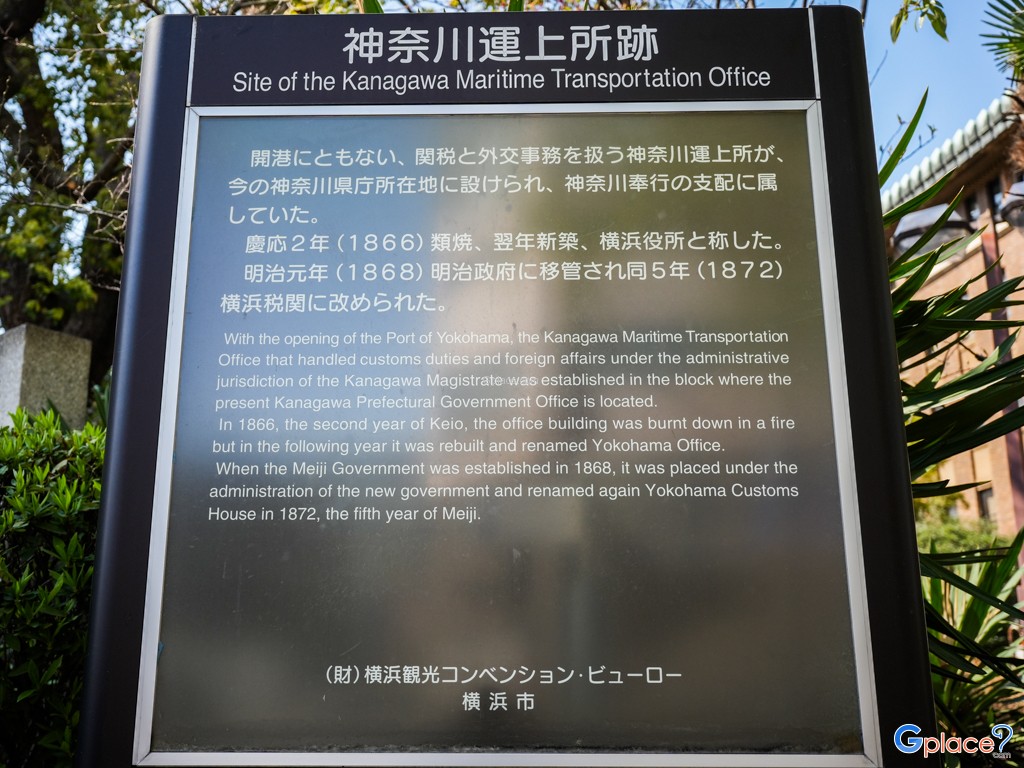 神奈川運上所跡
Site of the Kanagawa Maritime Transportation Office
開港にともない、関税と外交事務を扱う神奈川運上所が、
今の神奈川県庁所在地に設けられ、神奈川奉行の支配に属
していた。
慶応2年(1866)類焼、翌年新築、横浜役所と称した。
明治元年(1868)明治政府に移管され同5年(1872)
横浜税関に改められた。
With the opening of the Port of Yokohama, the Kanagawa Maritime Transportation
Office that handled customs duties and foreign affairs under the administrative
jurisdiction of the Kanagawa Magistrate was established in the block where the
present Kanagawa Prefectural Government Office is located.
In 1866, the second year of Keio, the office building was burnt down in a fire
but in the following year it was rebuilt and renamed Yokohama Office.
When the Meiji Government was established in 1868, it was placed under the
administration of the new government and renamed again Yokohama Customs
House in 1872, the fifth year of Meiji.
(財)横浜観光コンベンション・ビューロー
横浜市
Gplace
.com